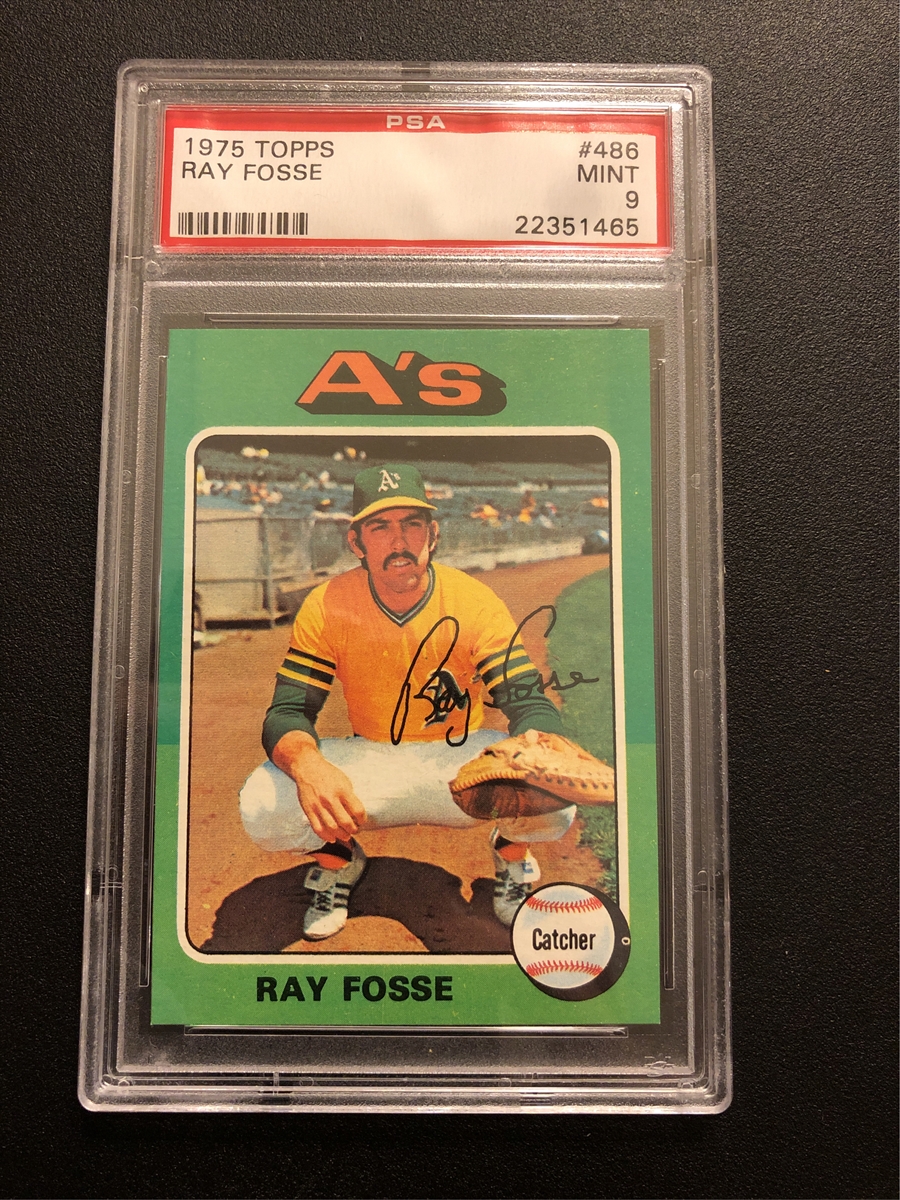 PSA
1975 TOPPS #486
RAY FOSSE MINT
9
22351465
A's
A's
Ray Fosse
Catcher
RAY FOSSE